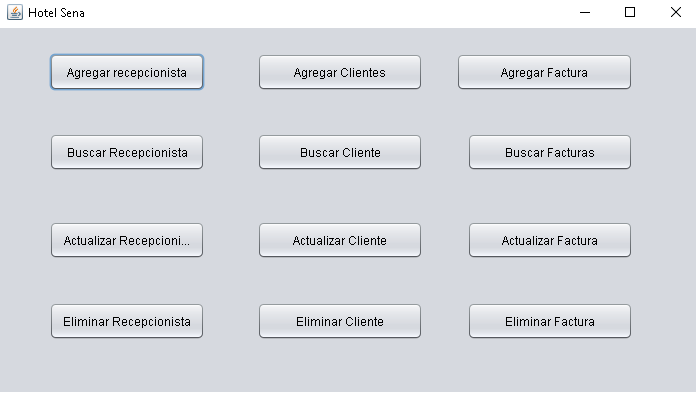 Hotel Sena
Agregar recepcionista
Agregar Clientes
Agregar Factura
Buscar Recepcionista
Buscar Cliente
Buscar Facturas
Actualizar Recepcioni...
Actualizar Cliente
Actualizar Factura
Eliminar Recepcionista
Eliminar Cliente
Eliminar Factura